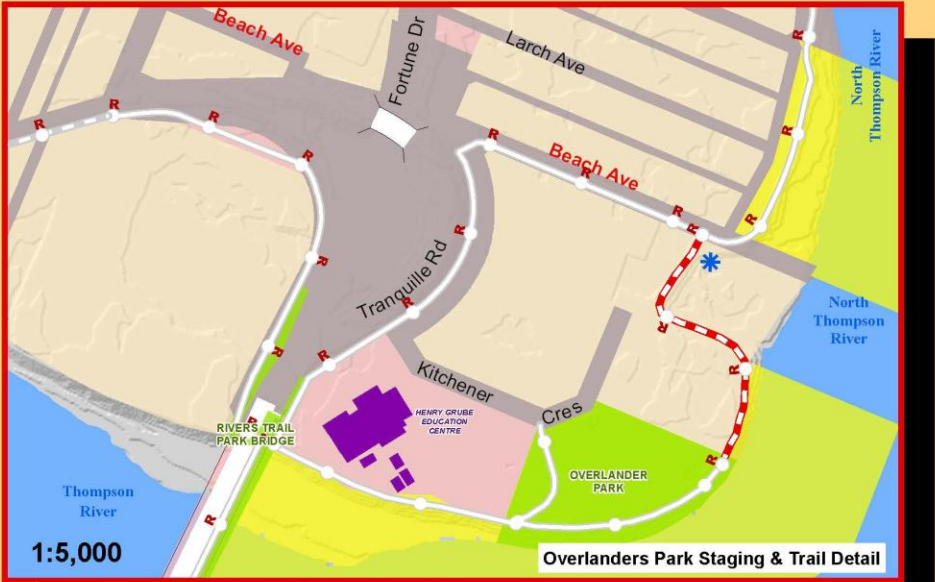 Beach Ave
Fortune Dr
Larch Ave
North
Thompson River
R
R
R
R
R
R
Beach Ave
R
R
R
R
R
Tranquille Rd
R
R
R
North
Thompson
River
R
R
R
Kitchener
Cres
HENRY GRUBE
EDUCATION
CENTRE
R
RIVERS TRAIL
PARK BRIDGE
OVERLANDER
PARK
R
Thompson
River
R
1:5,000
Overlanders Park Staging & Trail Detail